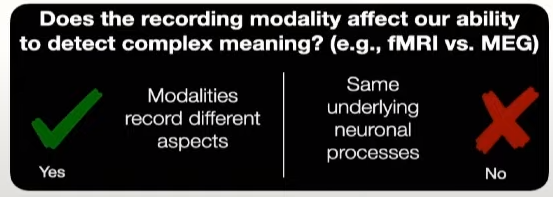 Does the recording modality affect our ability
to detect complex meaning? (e.g., fMRI vs. MEG)
Modalities
record different
aspects
Yes
Same
underlying
neuronal
processes
No